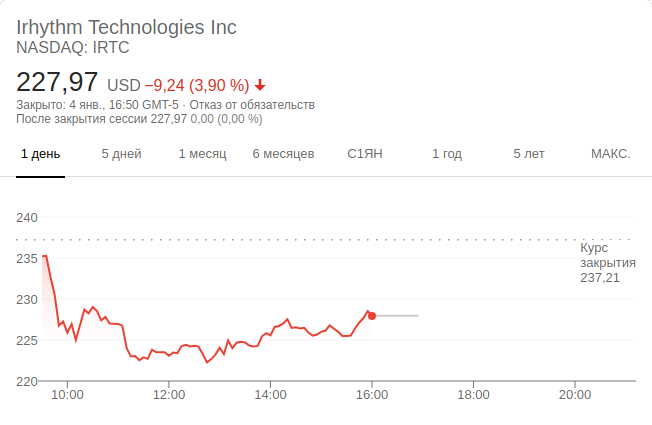 Irhythm Technologies Inc
NASDAQ: IRTC
227,97 USD −9,24 (3,90 %)
Закрыто: 4 янв., 16:50 GMT-5 · Отказ от обязательств
После закрытия сессии 227,97 0,00 (0,00 %)
1 день 5 дней 1 месяц 6 месяцев С1ЯН 1 год 5 лет МАКС.
240
Курс
235 закрытия
237,21
230
225
220
10:00 12:00 14:00 16:00 18:00 20:00